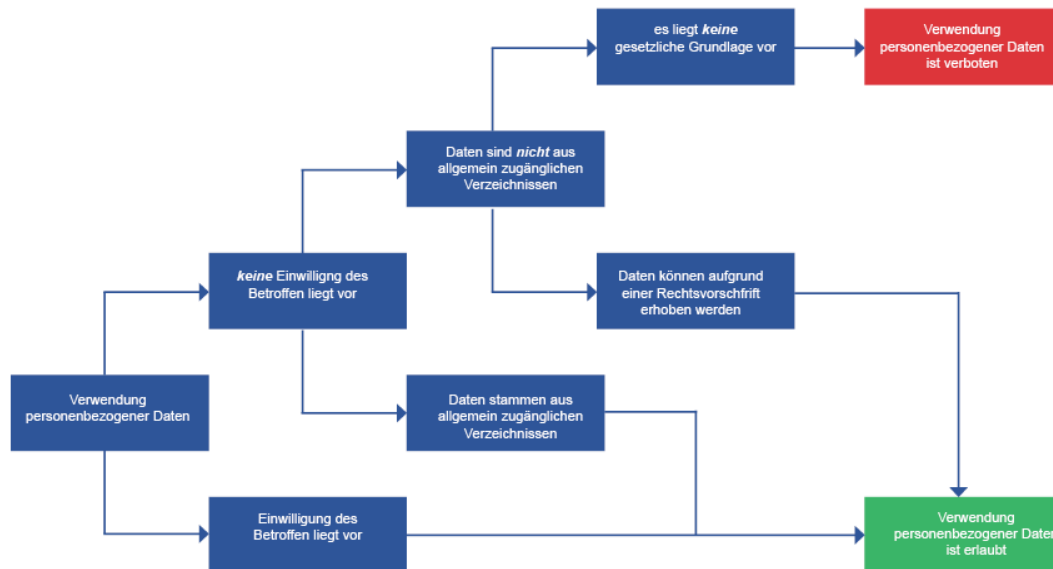 es liegt keine
gesetzliche Grundlage vor
Verwendung
personenbezogener Daten
ist verboten
Daten sind nicht aus
allgemein zugänglichen
Verzeichnissen
keine Einwillligng des
Betroffen liegt vor
Daten können aufgrund
einer Rechtsvorschfrift
erhoben werden
Verwendung
personenbezogener Daten
Daten stammen aus
allgemein zugänglichen
Verzeichnissen
Einwilligung des
Betroffen liegt vor
Verwendung
personenbezogener Daten
ist erlaubt